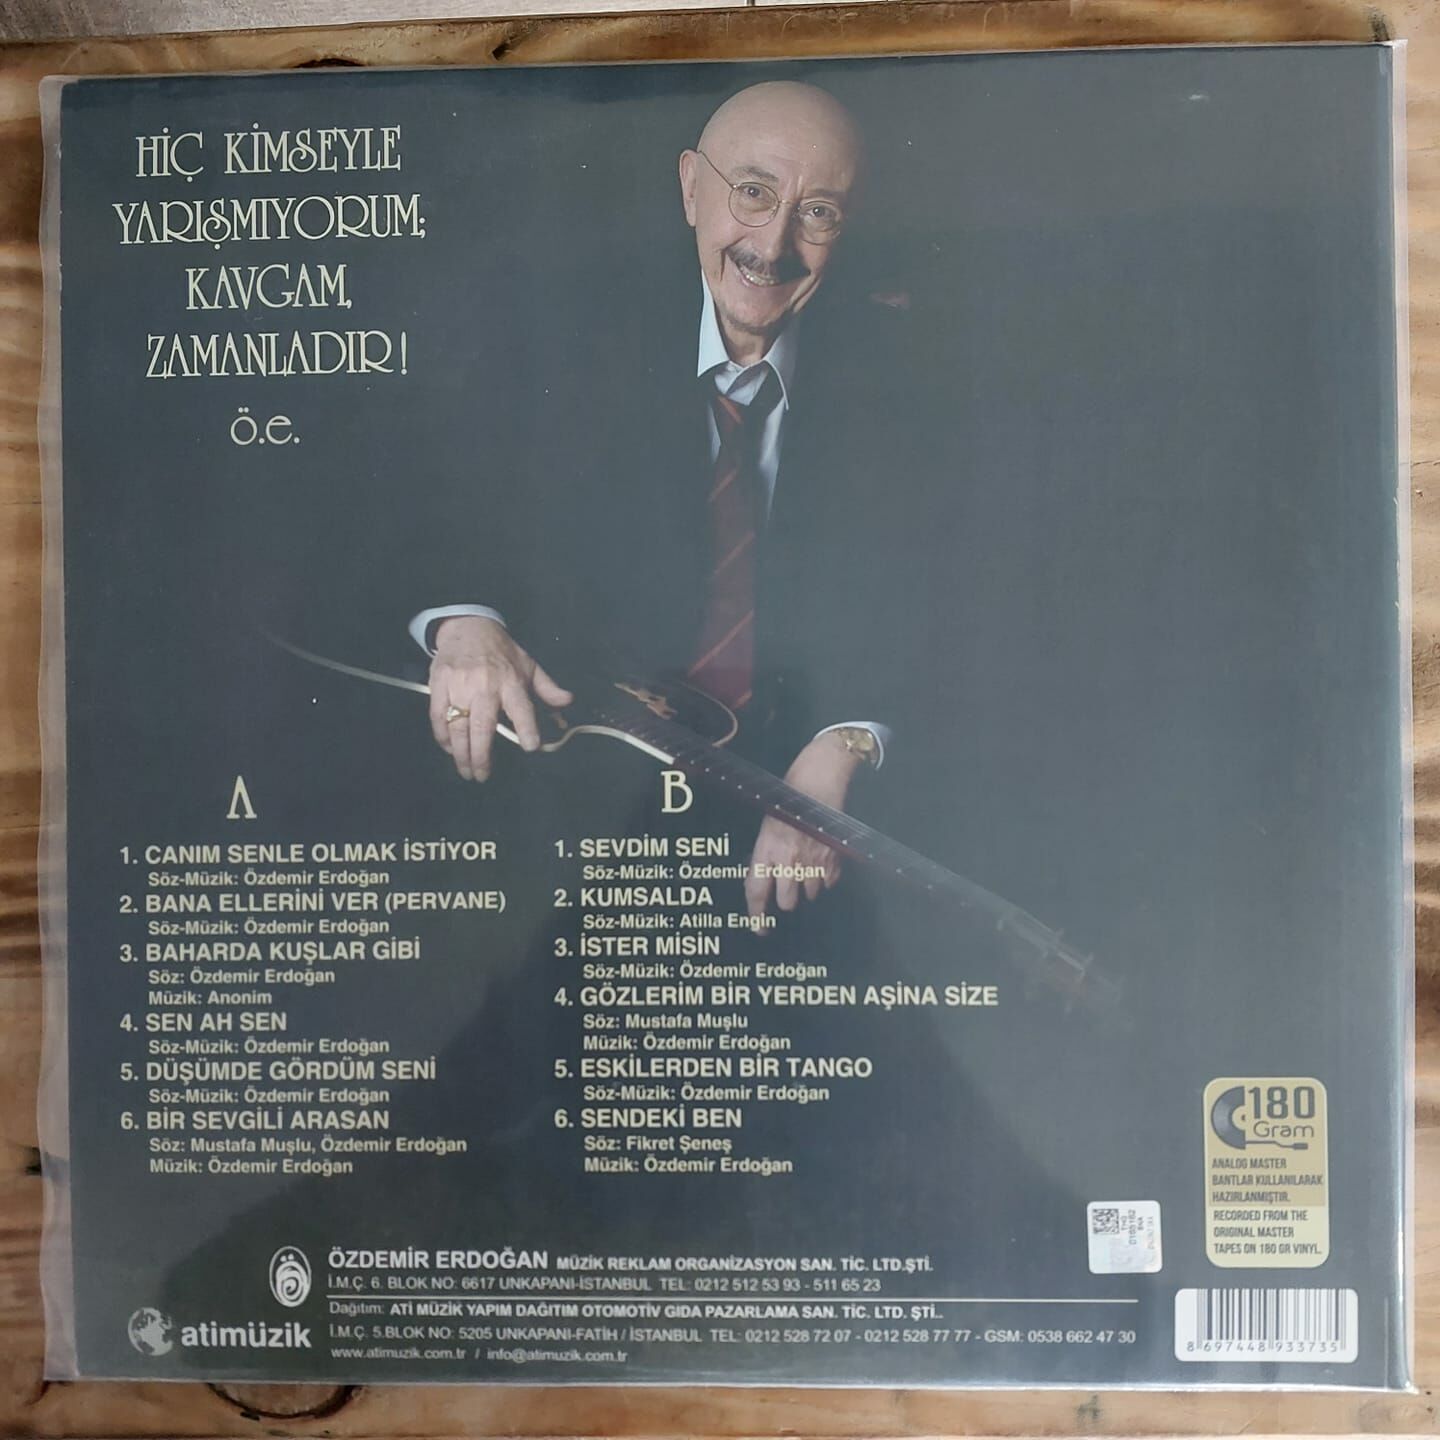 HİÇ KİMSEYLE
YARIŞMIYORUM;
KAVGAM,
ZAMANLADIR!
ö.e.
A
1. CANIM SENLE OLMAK İSTİYOR
Söz-Müzik: Özdemir Erdoğan
2. BANA ELLERİNİ VER (PERVANE)
Söz-Müzik: Özdemir Erdoğan
3. BAHARDA KUŞLAR GİBİ
Söz: Özdemir Erdoğan
Müzik: Anonim
4. SEN AH SEN
Söz-Müzik: Özdemir Erdoğan
5. DÜŞÜMDE GÖRDÜM SENİ
Söz-Müzik: Özdemir Erdoğan
6. BİR SEVGİLİ ARASAN
Söz: Mustafa Muşlu, Özdemir Erdoğan
Müzik: Özdemir Erdoğan
B
1. SEVDİM SENİ
Söz-Müzik: Özdemir Erdoğan
2. KUMSALDA
Söz-Müzik: Atilla Engin
3. İSTER MİSİN
Söz-Müzik: Özdemir Erdoğan
4. GÖZLERİM BİR YERDEN AŞİNA SİZE
Söz: Mustafa Muşlu
Müzik: Özdemir Erdoğan
5. ESKİLERDEN BİR TANGO
Söz-Müzik: Özdemir Erdoğan
6. SENDEKİ BEN
Söz: Fikret Şeneş
Müzik: Özdemir Erdoğan
180
Gram
ANALOG MASTER
BANTLAR KULLANILARAK
HAZIRLANMIŞTIR.
RECORDED FROM THE
ORIGINAL MASTER
TAPES ON 180 GR VINYL.
ÖZDEMİR ERDOĞAN MÜZİK REKLAM ORGANİZASYON SAN. TİC. LTD.ŞTİ.
İ.M.Ç. 6. BLOK NO: 6617 UNKAPANI-İSTANBUL TEL: 0212 512 53 93 - 511 65 23
Dağıtım: ATİ MÜZİK YAPIM DAĞITIM OTOMOTİV GIDA PAZARLAMA SAN. TİC. LTD. ŞTİ..
atimüzik
İ.M.Ç. 5.BLOK NO: 5205 UNKAPANI-FATİH / İSTANBUL TEL: 0212 528 72 07 - 0212 528 77 77 - GSM: 0538 662 47 30
www.atimuzik.com.tr / info@atimuzik.com.tr
8 697448 933735